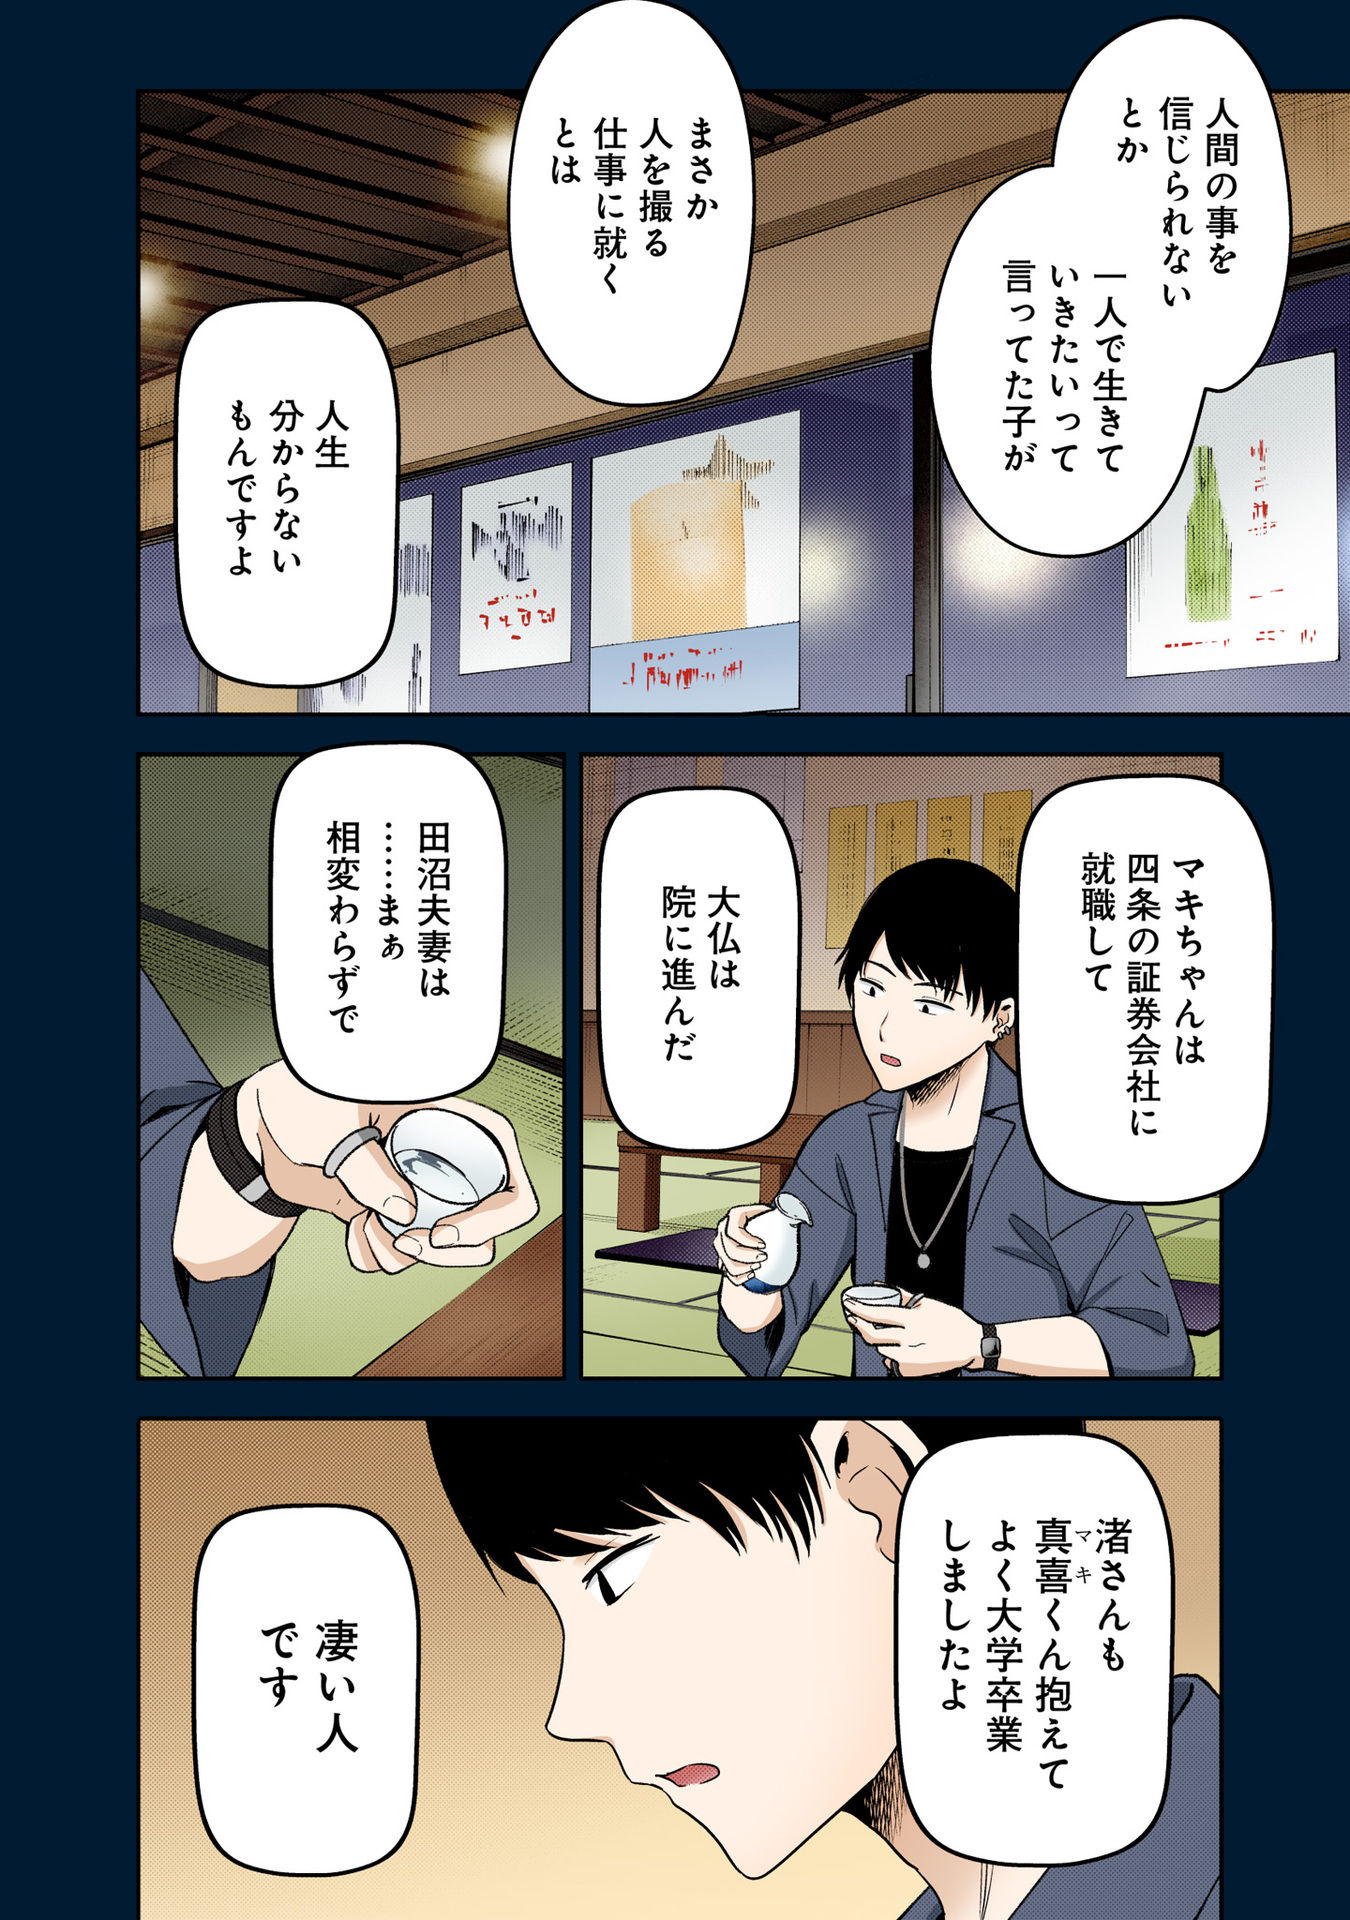 人間の事を
信じられない
とか
一人で生きて
いきたいって
言ってた子が
まさか
人を撮る
仕事に就く
とは
人生
分からない
もんですよ
マキちゃんは
四条の証券会社に
就職して
大仏は
院に進んだ
田沼夫妻は
……まぁ
相変わらずで
渚さんも
真喜くん抱えて
マキ
よく大学卒業
しましたよ
凄い人
です